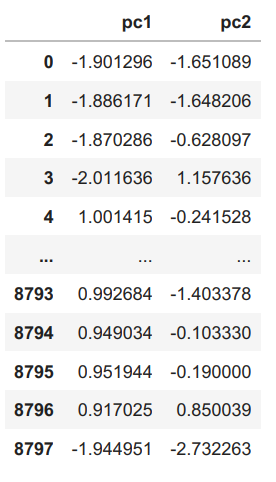 pc1 pc2
0 -1.901296 -1.651089
1 -1.886171 -1.648206
2 -1.870286 -0.628097
3 -2.011636 1.157636
4 1.001415 -0.241528
... ... ...
8793 0.992684 -1.403378
8794 0.949034 -0.103330
8795 0.951944 -0.190000
8796 0.917025 0.850039
8797 -1.944951 -2.732263